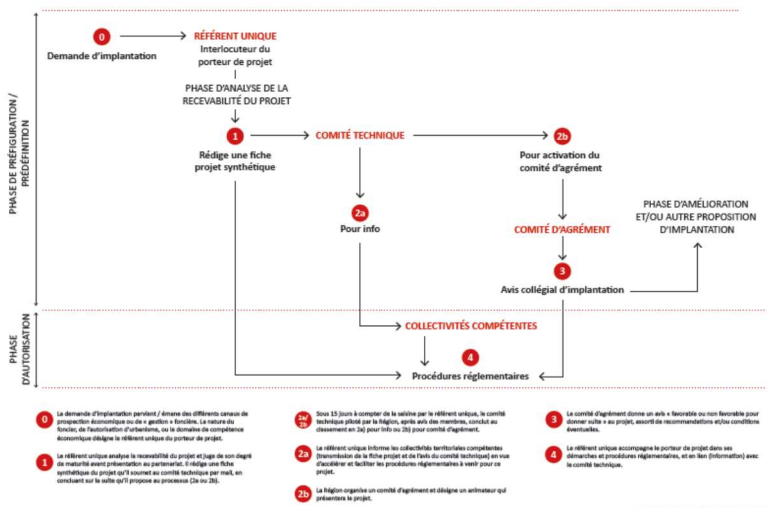 0
RÉFÉRENT UNIQUE
Demande d'implantation
Interlocuteur du
porteur de projet
PHASE D'ANALYSE DE LA
RECEVABILITÉ DU PROJET
PHASE DE PRÉFIGURATION /
PRÉDÉFINITION
1
COMITÉ TECHNIQUE
2b
Rédige une fiche
projet synthétique
Pour activation du
comité d'agrément
2a
Pour info
COMITÉ D'AGRÉMENT
PHASE D'AMÉLIORATION
ET/OU AUTRE PROPOSITION
D'IMPLANTATION
3
Avis collégial d'implantation
PHASE
D'AUTORISATION
COLLECTIVITÉS COMPÉTENTES
4
Procédures réglementaires
0
La demande d'implantation parvient / émane des différents canaux de
prospection économique ou de « gestion » foncière. La nature du
foncier, de l'autorisation d'urbanisme, ou le domaine de compétence
économique désigne le référent unique du porteur de projet.
1
Le référent unique analyse la recevabilité du projet et juge de son degré
de maturité avant présentation au partenariat. Il rédige une fiche
synthétique du projet qu'il soumet au comité technique par mail, en
concluant sur la suite qu'il propose au processus (2a ou 2b).
2a/
2b
Sous 15 jours à compter de la saisine par le référent unique, le comité
technique piloté par la Région, après avis des membres, conclut au
classement en 2a) pour info ou 2b) pour comité d'agrément.
2a
Le référent unique informe les collectivités territoriales compétentes
(transmission de la fiche projet et de l'avis du comité technique) en vue
d'accélérer et faciliter les procédures réglementaires à venir pour ce
projet.
2b
La Région organise un comité d'agrément et désigne un animateur qui
présentera le projet.
3
Le comité d'agrément donne un avis « favorable ou non favorable pour
donner suite » au projet, assorti de recommandations et/ou conditions
éventuelles.
4
Le référent unique accompagne le porteur de projet dans ses
démarches et procédures réglementaires, et en lien (information) avec
le comité technique.